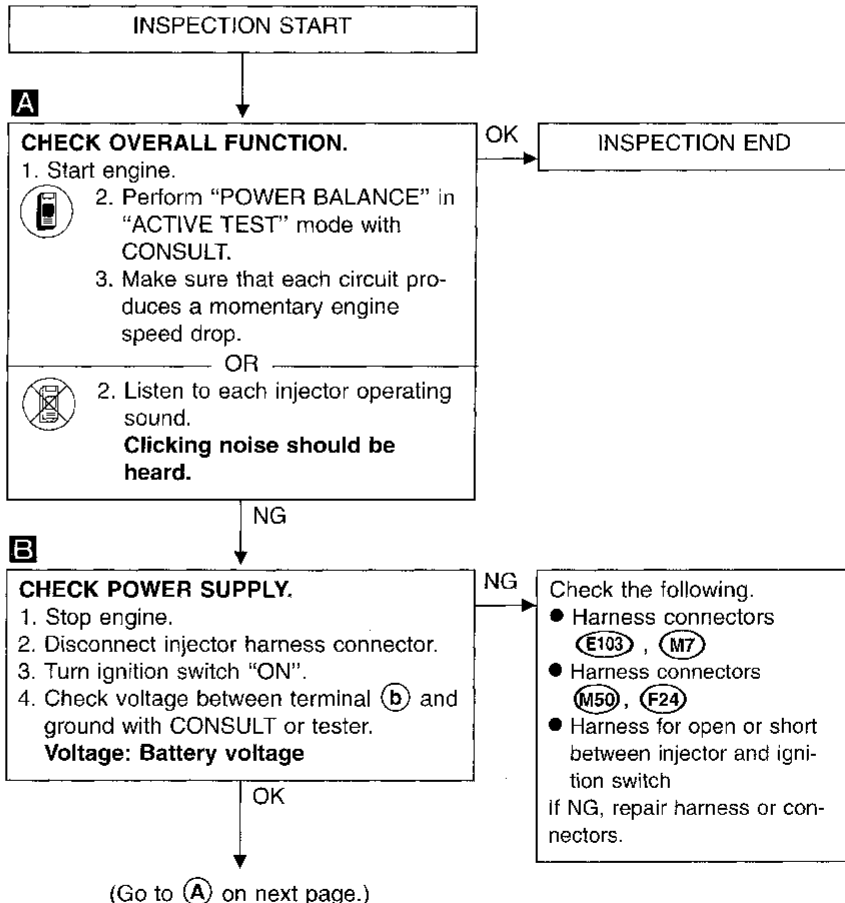 INSPECTION START
A
CHECK OVERALL FUNCTION.
1. Start engine.
2. Perform “POWER BALANCE” in
“ACTIVE TEST” mode with
CONSULT.
3. Make sure that each circuit pro-
duces a momentary engine
speed drop.
OR
2. Listen to each injector operating
sound.
Clicking noise should be
heard.
OK
INSPECTION END
NG
B
CHECK POWER SUPPLY.
1. Stop engine.
2. Disconnect injector harness connector.
3. Turn ignition switch “ON”.
4. Check voltage between terminal b and
ground with CONSULT or tester.
Voltage: Battery voltage
NG
Check the following.
● Harness connectors
E103 , M7
● Harness connectors
M50 , F24
● Harness for open or short
between injector and igni-
tion switch
If NG, repair harness or con-
nectors.
OK
(Go to A on next page.)